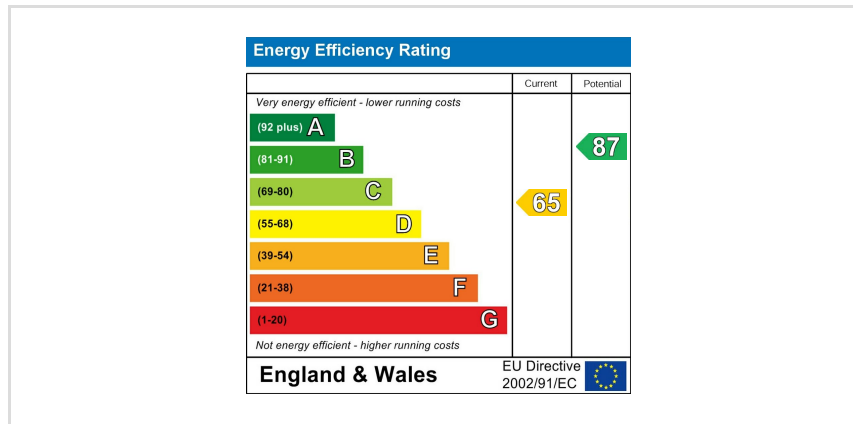 Energy Efficiency Rating
Current Potential
Very energy efficient - lower running costs
(92 plus) A
(81-91) B
87
(69-80) C
65
(55-68) D
(39-54) E
(21-38) F
(1-20) G
Not energy efficient - higher running costs
England & Wales
EU Directive
2002/91/EC